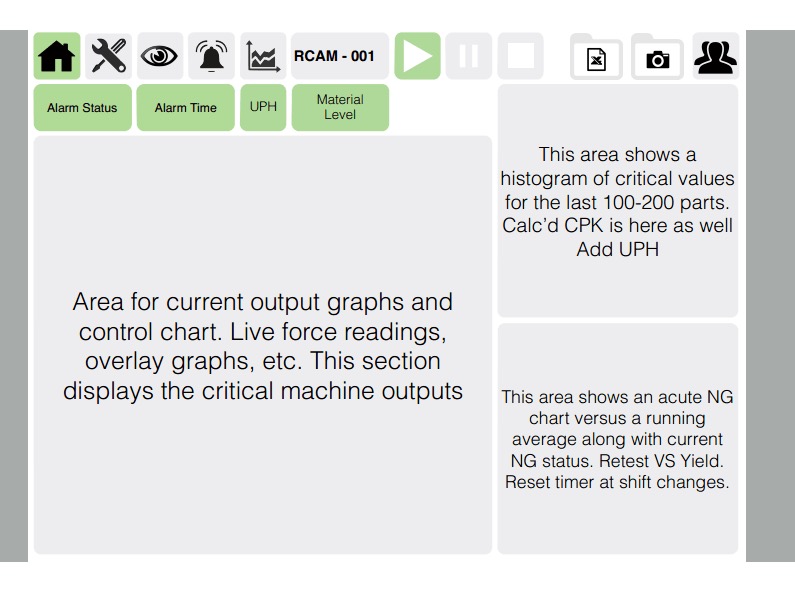 RCAM - 001
Alarm Status
Alarm Time
UPH
Material
Level
This area shows a
histogram of critical values
for the last 100-200 parts.
Calc’d CPK is here as well
Add UPH
Area for current output graphs and
control chart. Live force readings,
overlay graphs, etc. This section
displays the critical machine outputs
This area shows an acute NG
chart versus a running
average along with current
NG status. Retest VS Yield.
Reset timer at shift changes.